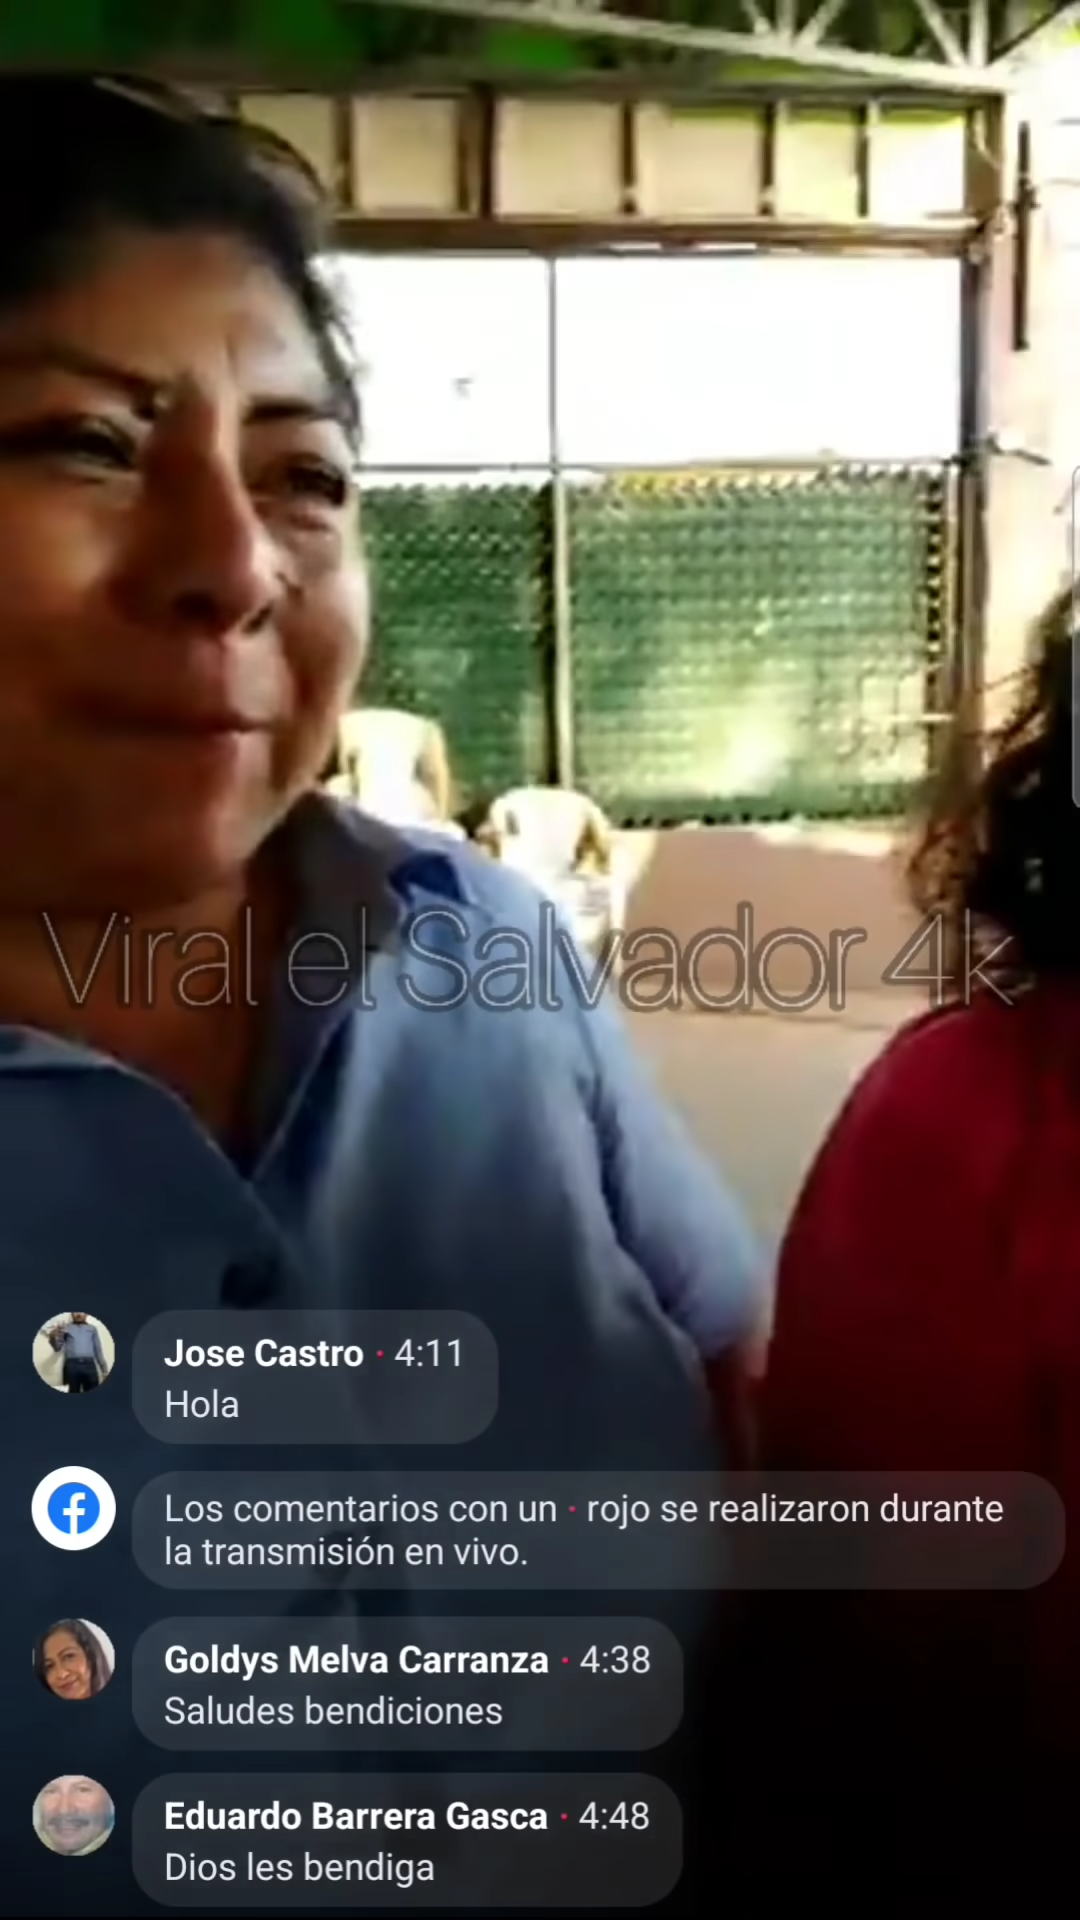 Viral el Salvador 4k
Jose Castro · 4:11
Hola
Los comentarios con un · rojo se realizaron durante
la transmisión en vivo.
Goldys Melva Carranza · 4:38
Saludes bendiciones
Eduardo Barrera Gasca · 4:48
Dios les bendiga